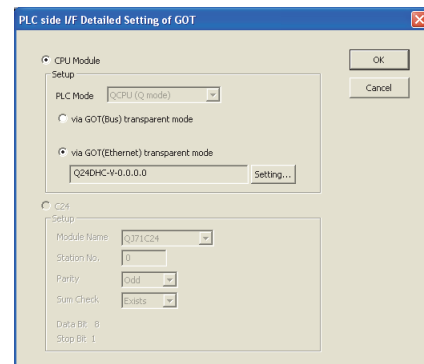 PLC side I/F Detailed Setting of GOT
CPU Module
OK
Setup
Cancel
PLC Mode QCPU (Q mode)
via GOT(Bus) transparent mode
via GOT(Ethernet) transparent mode
Q24DHC-V-0.0.0.0 Setting...
C24
Setup
Module Name QJ71C24
Station No. 0
Parity Odd
Sum Check Exists
Data Bit 8
Stop Bit 1